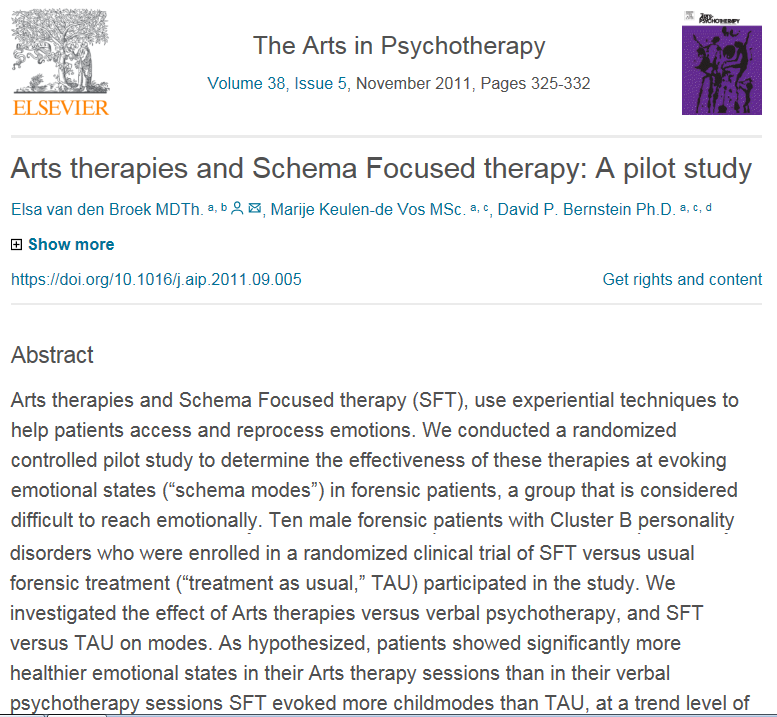 ELSEVIER
The Arts in Psychotherapy
Volume 38, Issue 5, November 2011, Pages 325-332
Arts therapies and Schema Focused therapy: A pilot study
Elsa van den Broek MDTh. a, b, Marije Keulen-de Vos MSc. a, c, David P. Bernstein Ph.D. a, c, d
Show more
https://doi.org/10.1016/j.aip.2011.09.005 Get rights and content
Abstract
Arts therapies and Schema Focused therapy (SFT), use experiential techniques to
help patients access and reprocess emotions. We conducted a randomized
controlled pilot study to determine the effectiveness of these therapies at evoking
emotional states (“schema modes”) in forensic patients, a group that is considered
difficult to reach emotionally. Ten male forensic patients with Cluster B personality
disorders who were enrolled in a randomized clinical trial of SFT versus usual
forensic treatment (“treatment as usual,” TAU) participated in the study. We
investigated the effect of Arts therapies versus verbal psychotherapy, and SFT
versus TAU on modes. As hypothesized, patients showed significantly more
healthier emotional states in their Arts therapy sessions than in their verbal
psychotherapy sessions SFT evoked more childmodes than TAU, at a trend level of